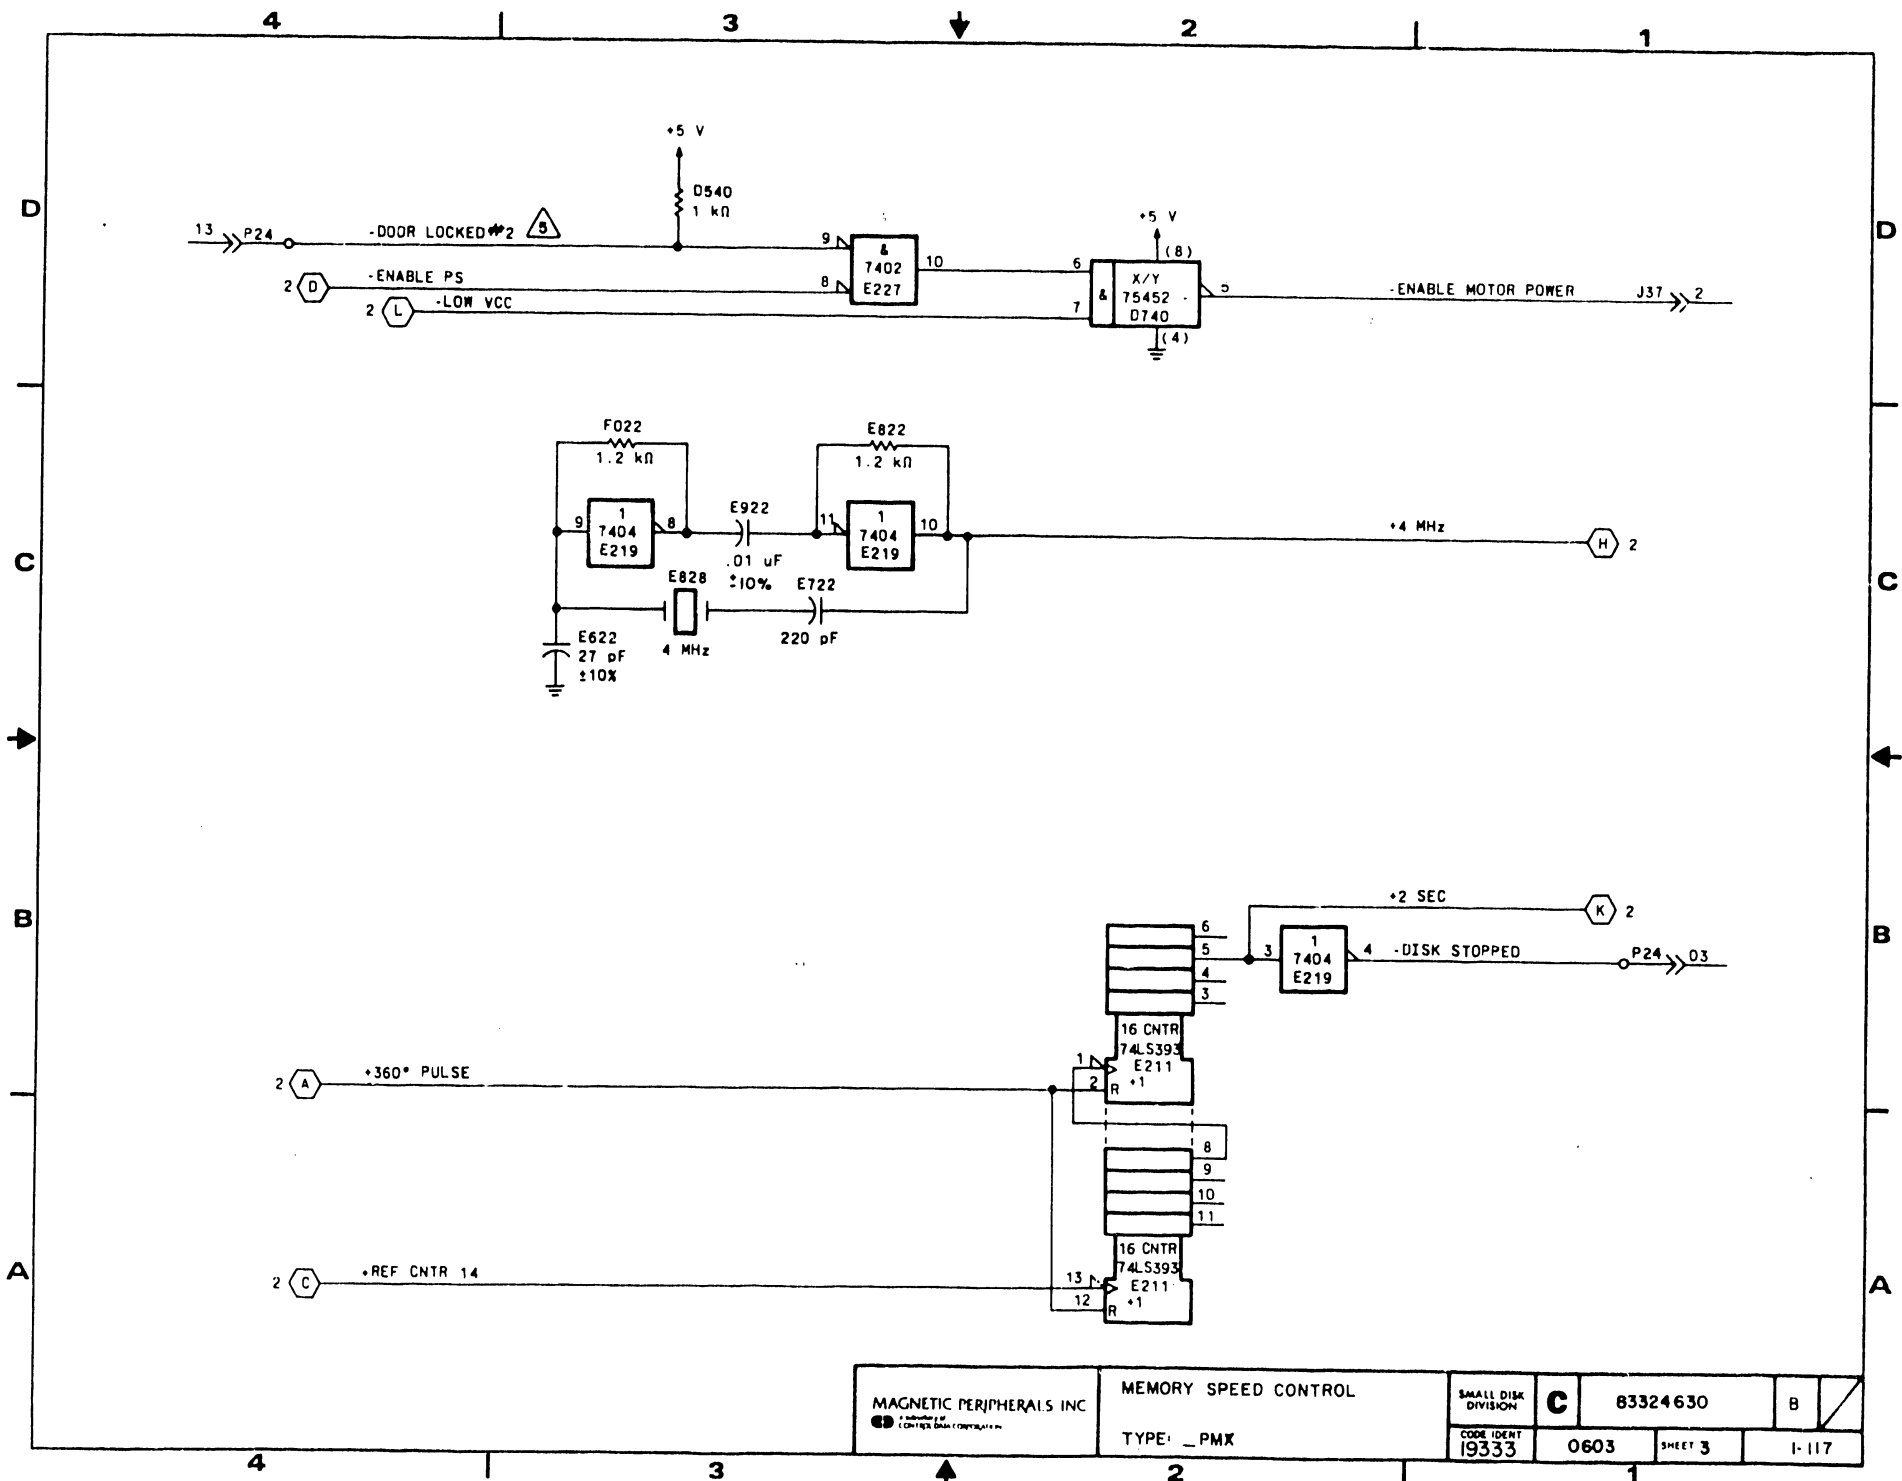 4 3 2 1
+5 V
D540
1 kΩ
D
D
13 P24 -DOOR LOCKED#2 5
9
&
7402
E227
10
8
2 D -ENABLE PS
2 L -LOW VCC
+5 V
(8)
6
7
&
X/Y
75452
D740
5
(4)
-ENABLE MOTOR POWER J37 2
F022
1.2 kΩ
E822
1.2 kΩ
9
1
7404
E219
8
E922
.01 uF
±10%
11
1
7404
E219
10
+4 MHz
H 2
C
C
E828
4 MHz
E722
220 pF
E622
27 pF
±10%
+2 SEC
K 2
B
B
6
5
4
3
3
1
7404
E219
4
-DISK STOPPED P24 03
16 CNTR
74LS393
E211
+1
1
2 R
2 A +360° PULSE
8
9
10
11
16 CNTR
74LS393
E211
+1
13
12 R
2 C +REF CNTR 14
A
A
MAGNETIC PERIPHERALS INC
a subsidiary of
CONTROL DATA CORPORATION
MEMORY SPEED CONTROL
TYPE: _PMX
SMALL DISK
DIVISION
C
83324630
B
CODE IDENT
19333
0603
SHEET 3
1-117
4 3 2 1